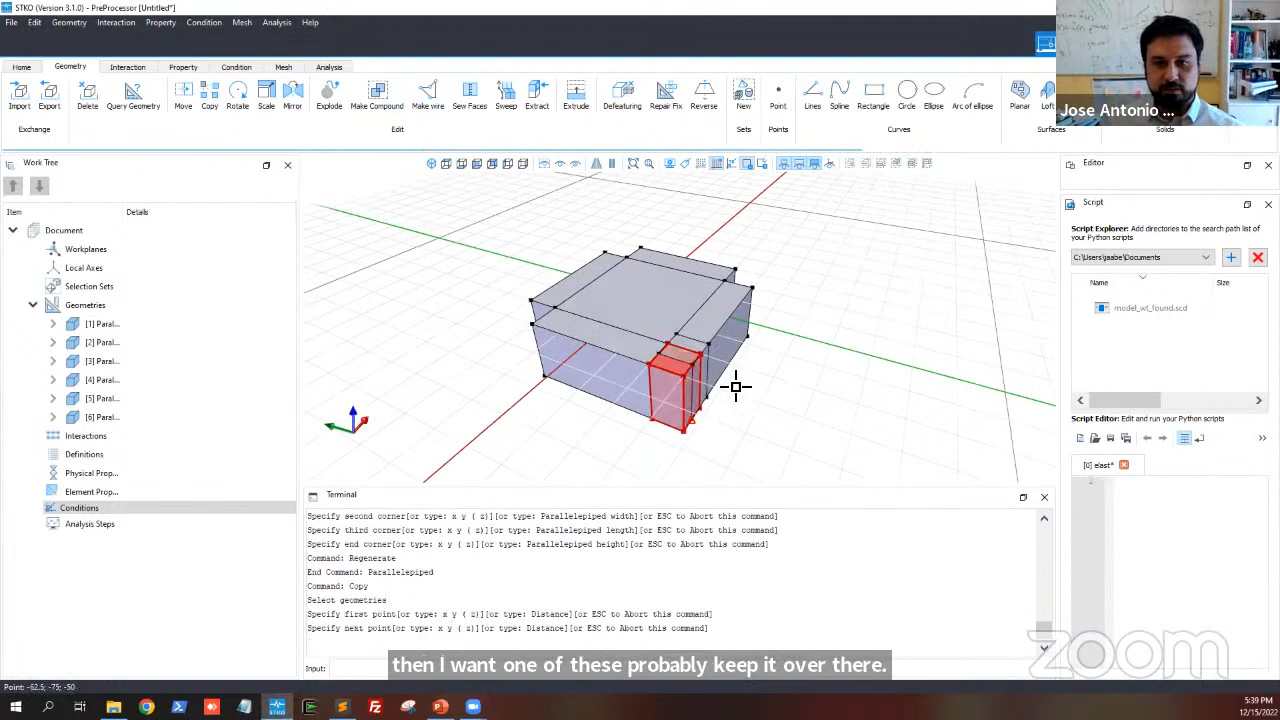 STKO (Version 3.1.0) - PreProcessor [Untitled*]
File Edit Geometry Interaction Property Condition Mesh Analysis Help
Home Geometry Interaction Property Condition Mesh Analysis
Import Export Delete Query Geometry Move Copy Rotate Scale Mirror Explode Make Compound Make wire Sew Faces Sweep Extract Extrude Defeaturing Repair Fix Reverse New Point Lines Spline Rectangle Circle Ellipse Arc of ellipse Planar Loft
Exchange Edit Sets Points Curves Surfaces Solids
Jose Antonio ...
Work Tree
Item Details
Document
Workplanes
Local Axes
Selection Sets
Geometries
[1] Paral...
[2] Paral...
[3] Paral...
[4] Paral...
[5] Paral...
[6] Paral...
Interactions
Definitions
Physical Prop...
Element Prop...
Conditions
Analysis Steps
Terminal
Specify second corner[or type: x y ( z)][or type: Parallelepiped width][or ESC to Abort this command]
Specify third corner[or type: x y ( z)][or type: Parallelepiped length][or ESC to Abort this command]
Specify end corner[or type: x y ( z)][or type: Parallelepiped height][or ESC to Abort this command]
Command: Regenerate
End Command: Parallelepiped
Command: Copy
Select geometries
Specify first point[or type: x y ( z)][or type: Distance][or ESC to Abort this command]
Specify next point[or type: x y ( z)][or type: Distance][or ESC to Abort this command]
Input:
Editor
Script
Script Explorer: Add directories to the search path list of
your Python scripts
C:\Users\jaabe\Documents
Name Size
model_wt_found.scd
Script Editor: Edit and run your Python scripts
[0] elast*
then I want one of these probably keep it over there.
zoom
Point: -62.5; -75; -50
5:39 PM
12/15/2022